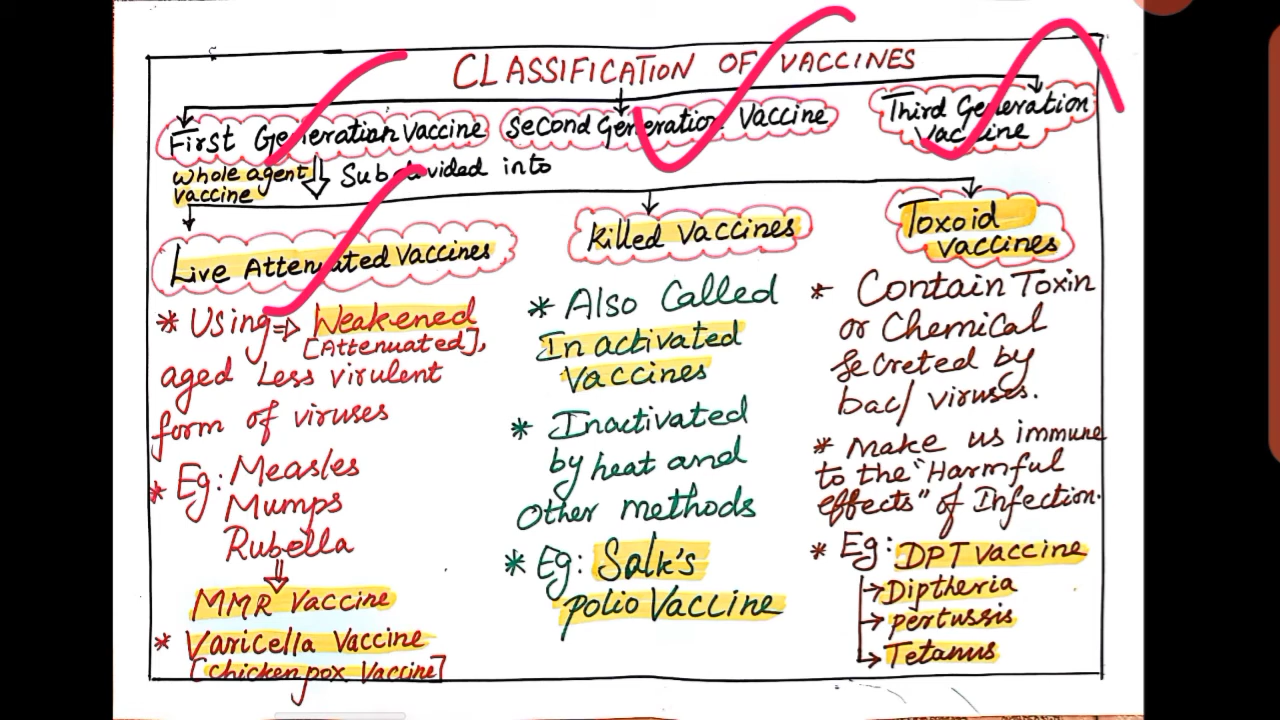 CLASSIFICATION OF VACCINES
First Generation Vaccine
Second Generation Vaccine
Third Generation
Vaccine
Whole agent
vaccine
Subdivided into
Live Attenuated Vaccines
* Using ⇒ Weakened
[Attenuated],
aged Less virulent
form of viruses
* Eg: Measles
Mumps
Rubella
MMR Vaccine
* Varicella Vaccine
[Chicken pox Vaccine]
Killed Vaccines
* Also Called
Inactivated
Vaccines
* Inactivated
by heat and
Other methods
* Eg: Salk's
polio Vaccine
Toxoid
vaccines
* Contain Toxin
or Chemical
Secreted by
bac/ viruses.
* Make us immune
to the "Harmful
effects" of Infection.
* Eg: DPT vaccine
→ Diptheria
→ pertussis
→ Tetanus